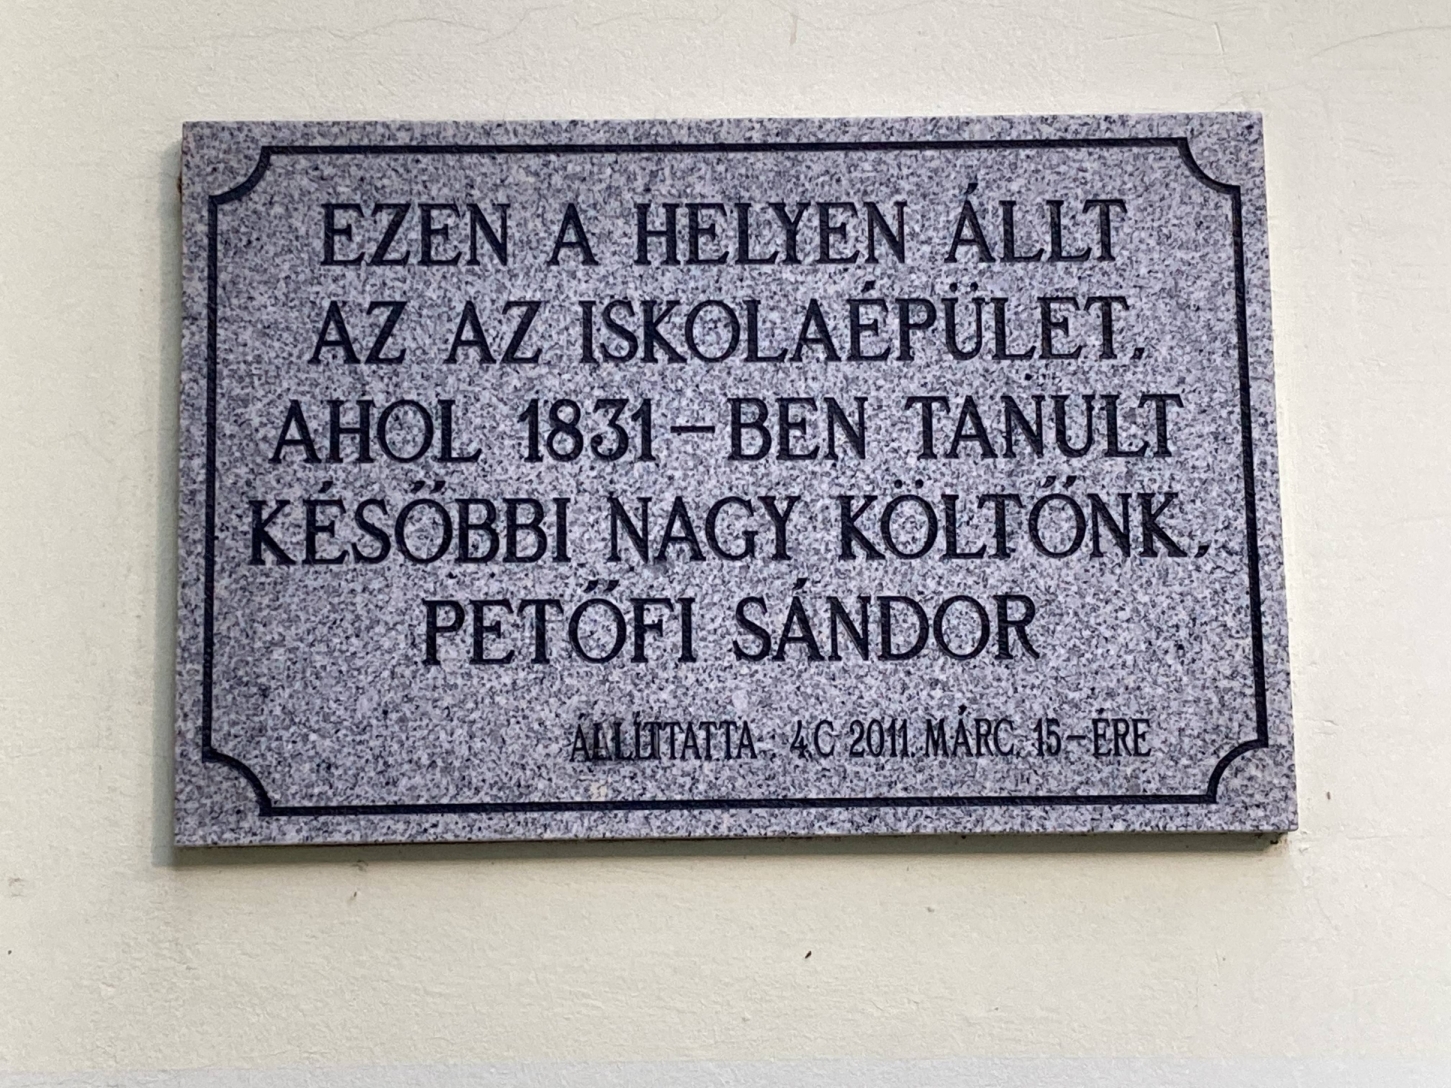 EZEN A HELYEN ÁLLT
AZ AZ ISKOLAÉPÜLET,
AHOL 1831-BEN TANULT
KÉSŐBBI NAGY KÖLTŐNK,
PETŐFI SÁNDOR
ÁLLÍTTATTA: 4.C 2011. MÁRC. 15-ÉRE